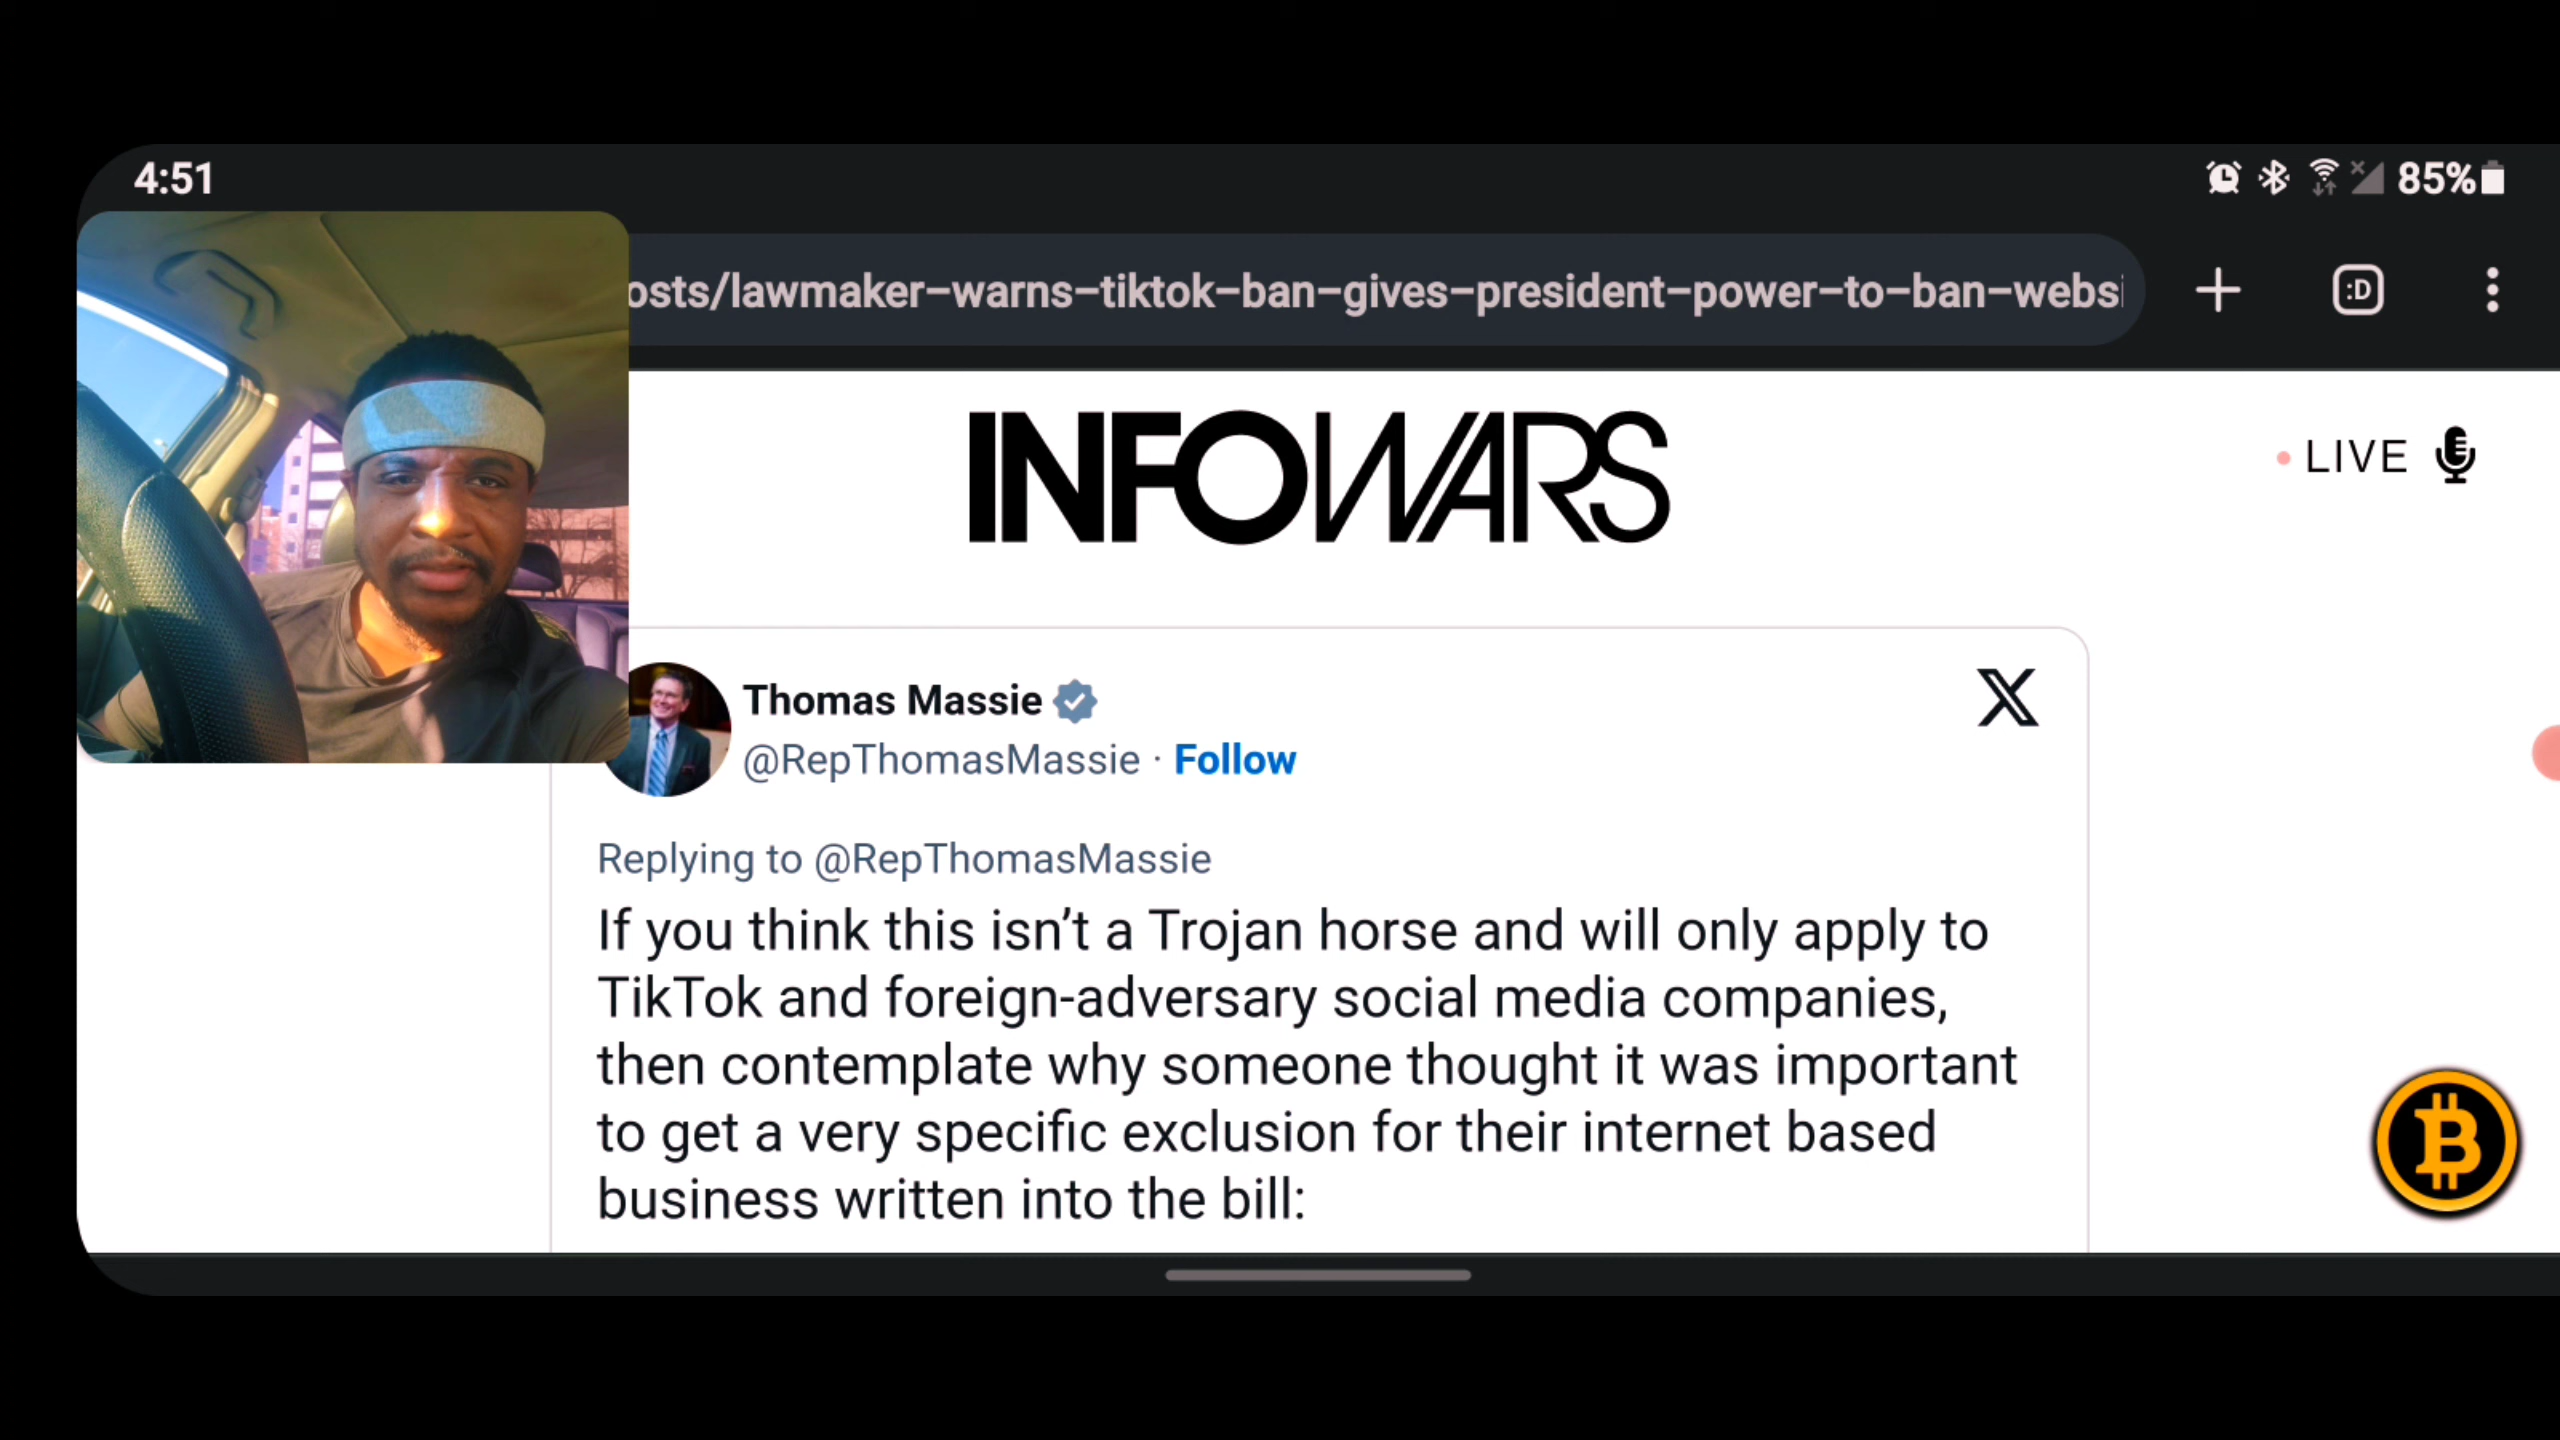 4:51
85%
osts/lawmaker-warns-tiktok-ban-gives-president-power-to-ban-websi
:D
INFOWARS
LIVE
Thomas Massie
@RepThomasMassie · Follow
Replying to @RepThomasMassie
If you think this isn’t a Trojan horse and will only apply to
TikTok and foreign-adversary social media companies,
then contemplate why someone thought it was important
to get a very specific exclusion for their internet based
business written into the bill: